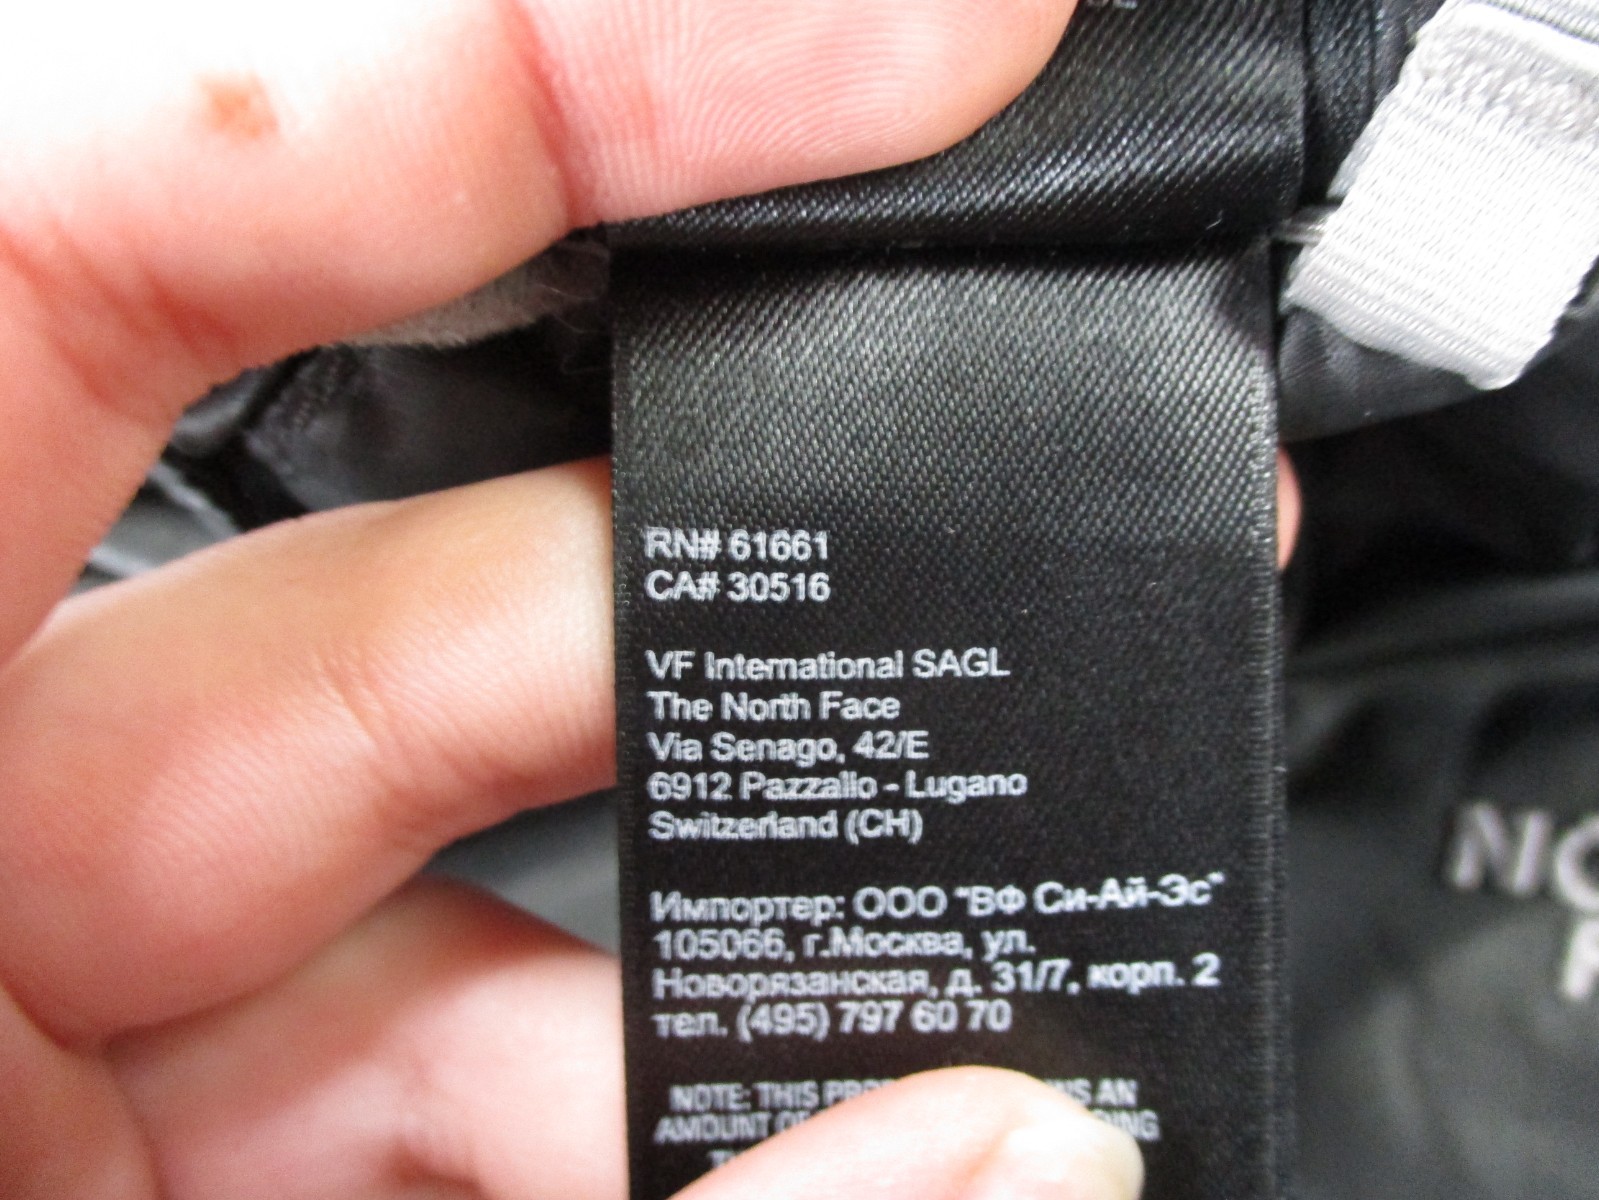 RN# 61661
CA# 30516
VF International SAGL
The North Face
Via Senago, 42/E
6912 Pazzallo - Lugano
Switzerland (CH)
Импортер: ООО "ВФ Си-Ай-Эс"
105066, г.Москва, ул.
Новорязанская, д. 31/7, корп. 2
тел. (495) 797 60 70
NOTE: THIS AN
AMOUNT